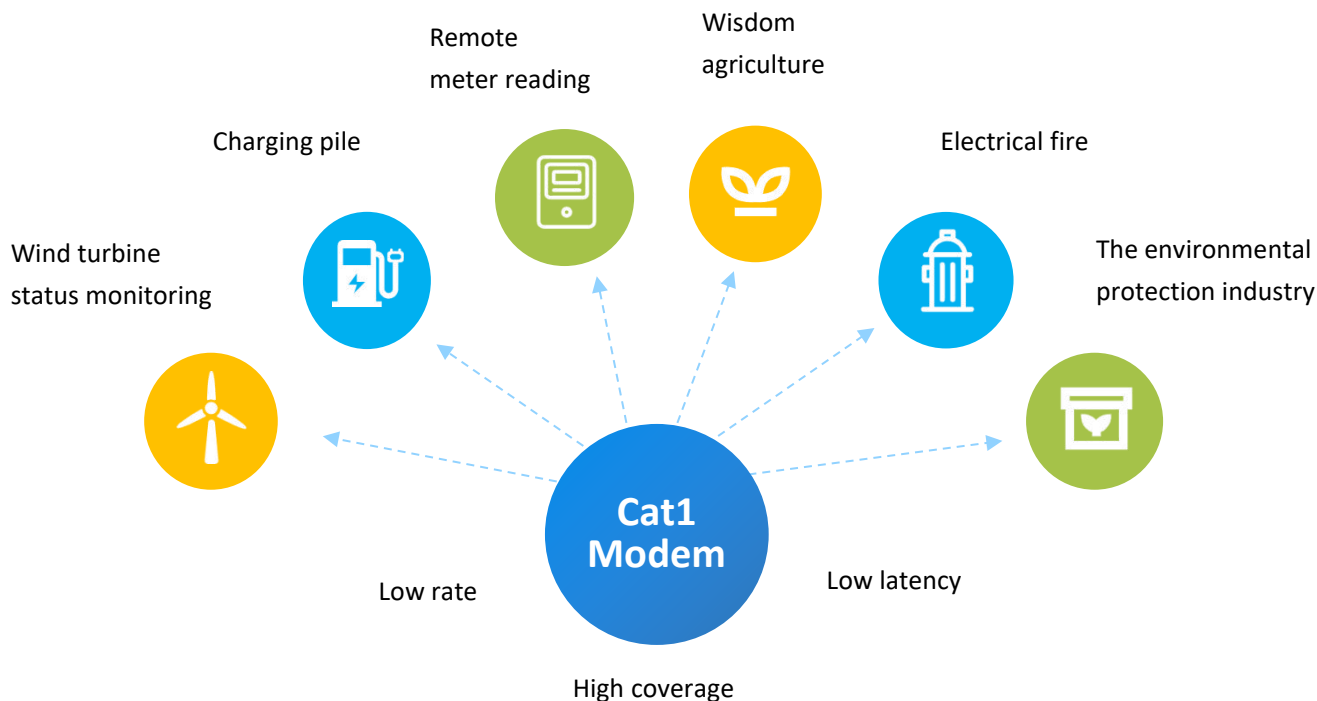 Remote
meter reading
Wisdom
agriculture
Charging pile
Electrical fire
Wind turbine
status monitoring
The environmental
protection industry
Cat1
Modem
Low rate
Low latency
High coverage